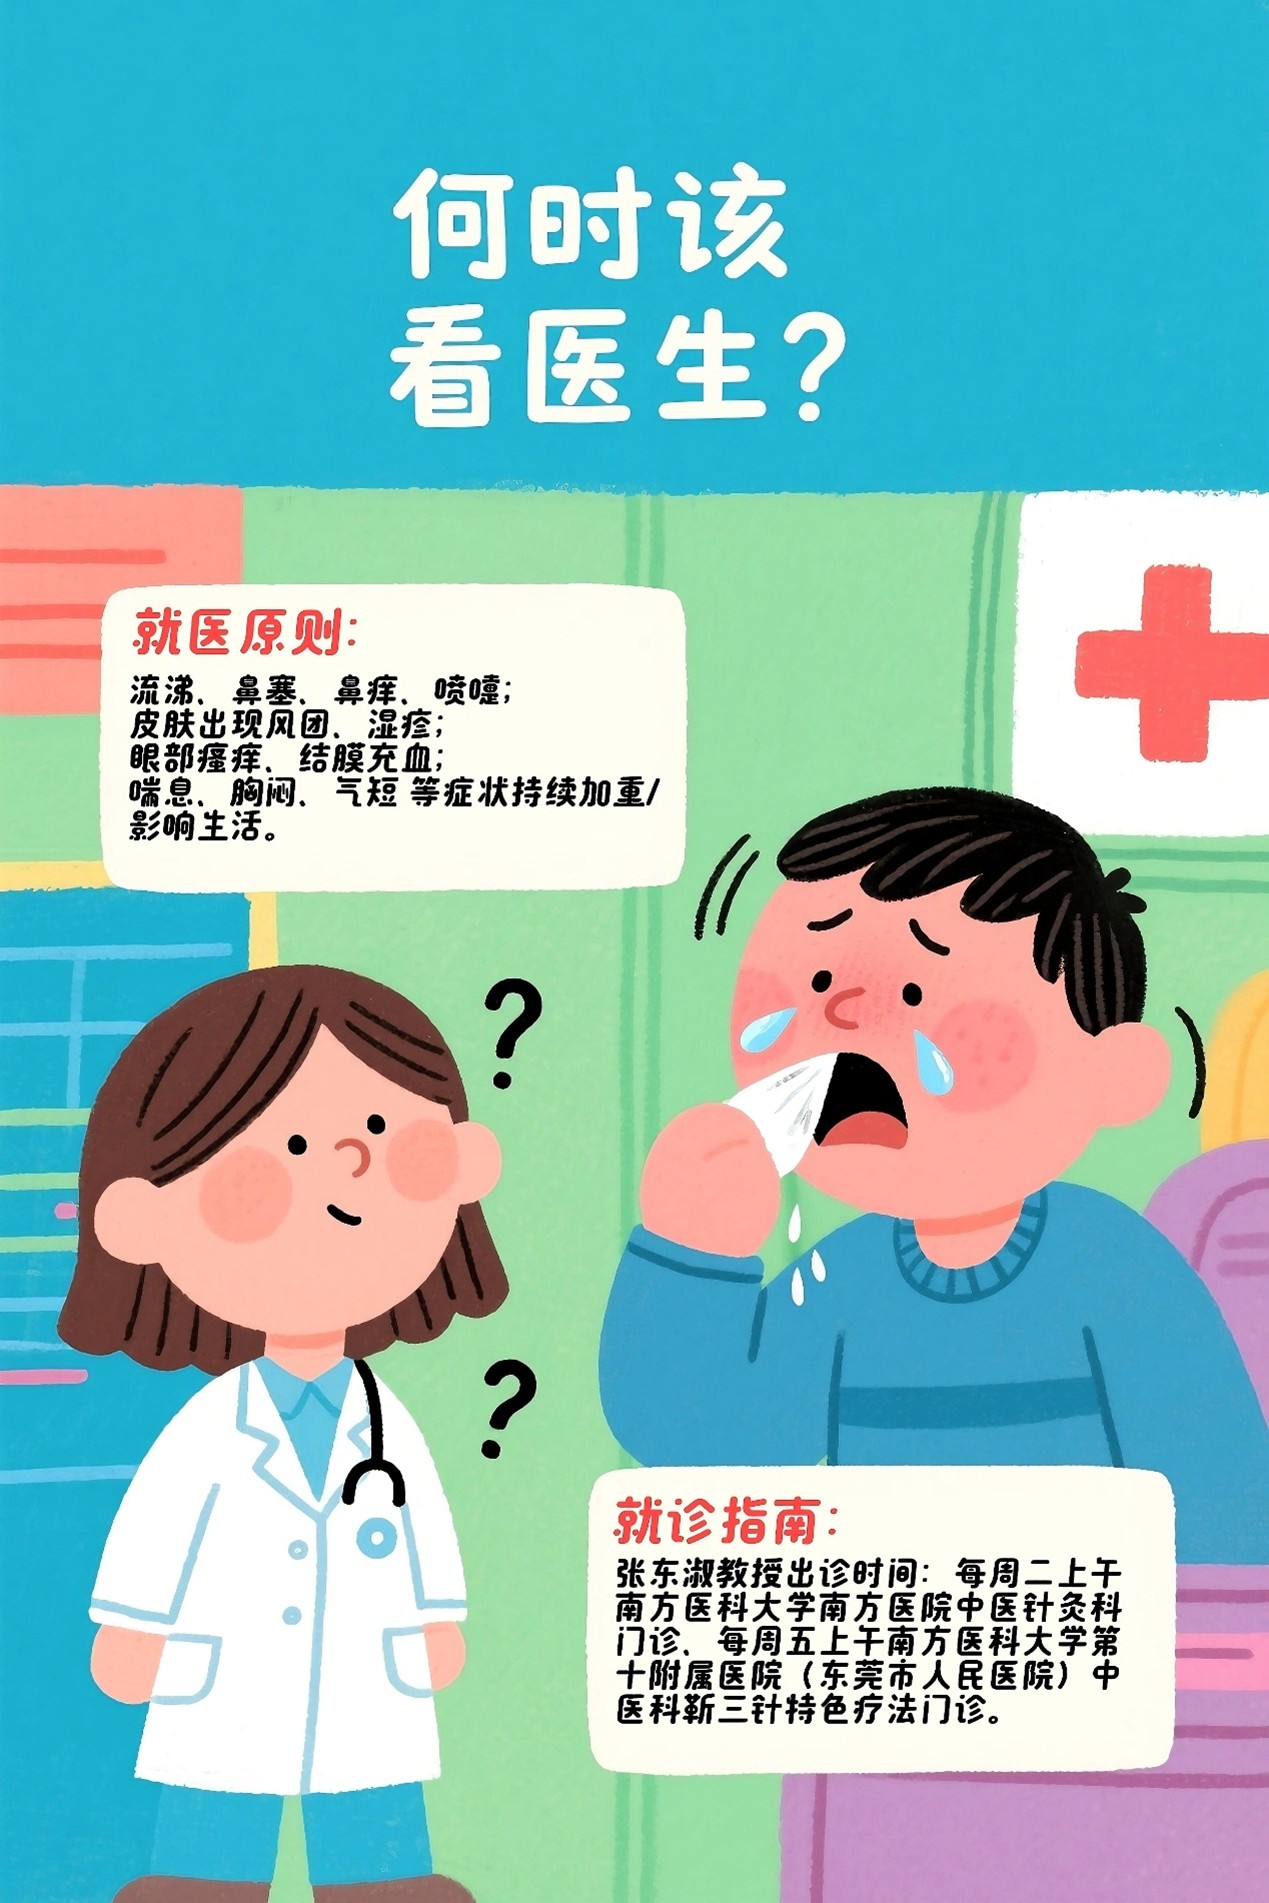 何时该
看医生?
就医原则:
流涕、鼻塞、鼻痒、喷嚏;
皮肤出现风团、湿疹;
眼部瘙痒、结膜充血;
喘息、胸闷、气短 等症状持续加重/
影响生活。
?
?
就诊指南:
张东淑教授出诊时间：每周二上午
南方医科大学南方医院中医针灸科
门诊、每周五上午南方医科大学第
十附属医院（东莞市人民医院）中
医科靳三针特色疗法门诊。